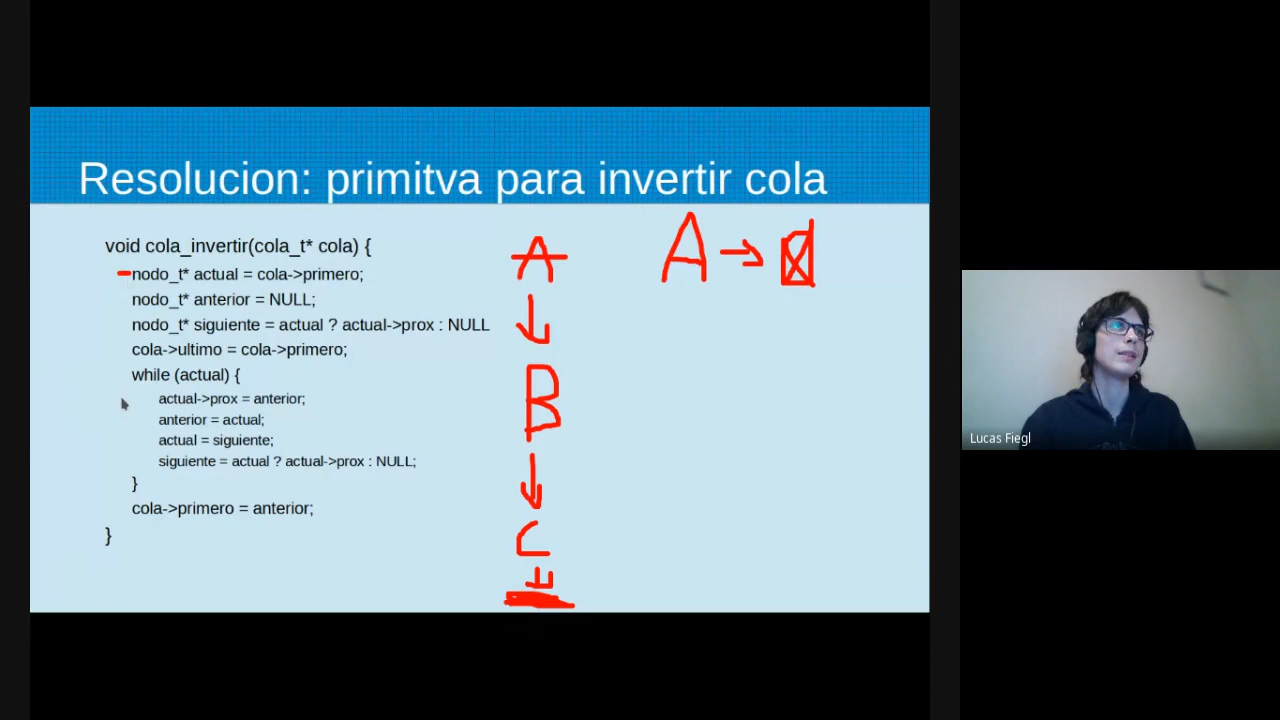 Resolucion: primitva para invertir cola
void cola_invertir(cola_t* cola) {
nodo_t* actual = cola->primero;
nodo_t* anterior = NULL;
nodo_t* siguiente = actual ? actual->prox : NULL
cola->ultimo = cola->primero;
while (actual) {
actual->prox = anterior;
anterior = actual;
actual = siguiente;
siguiente = actual ? actual->prox : NULL;
}
cola->primero = anterior;
}
A
B
C
A →
Lucas Fiegl